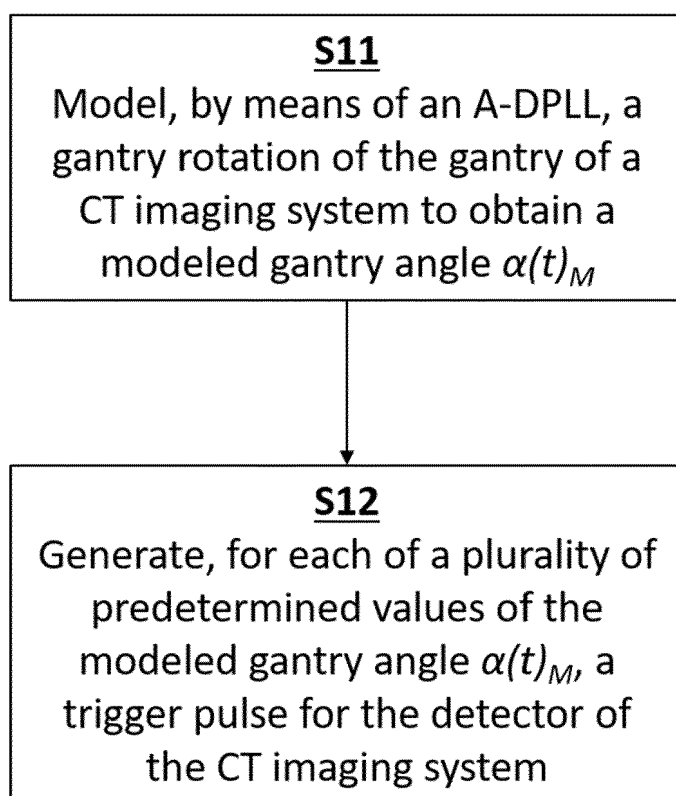 S11
Model, by means of an A-DPLL, a
gantry rotation of the gantry of a
CT imaging system to obtain a
modeled gantry angle α(t)M
S12
Generate, for each of a plurality of
predetermined values of the
modeled gantry angle α(t)M, a
trigger pulse for the detector of
the CT imaging system